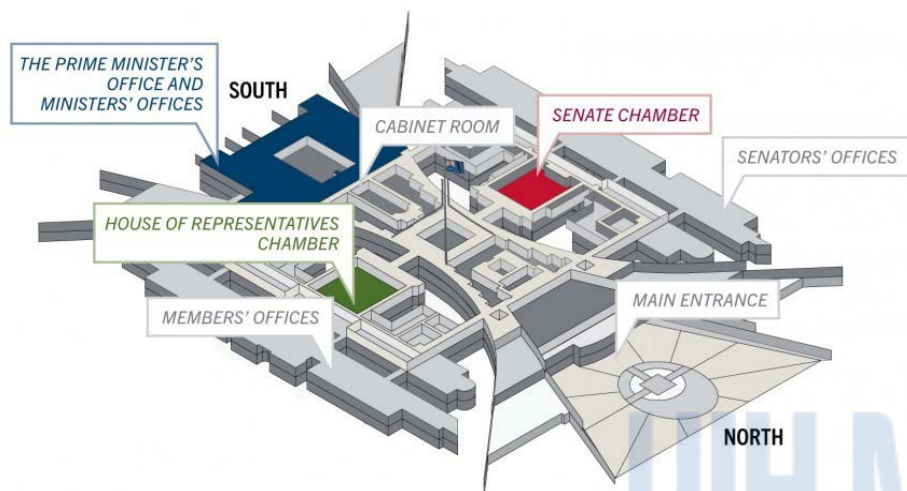 THE PRIME MINISTER'S
OFFICE AND
MINISTERS' OFFICES
SOUTH
CABINET ROOM
SENATE CHAMBER
SENATORS' OFFICES
HOUSE OF REPRESENTATIVES
CHAMBER
MEMBERS' OFFICES
MAIN ENTRANCE
NORTH